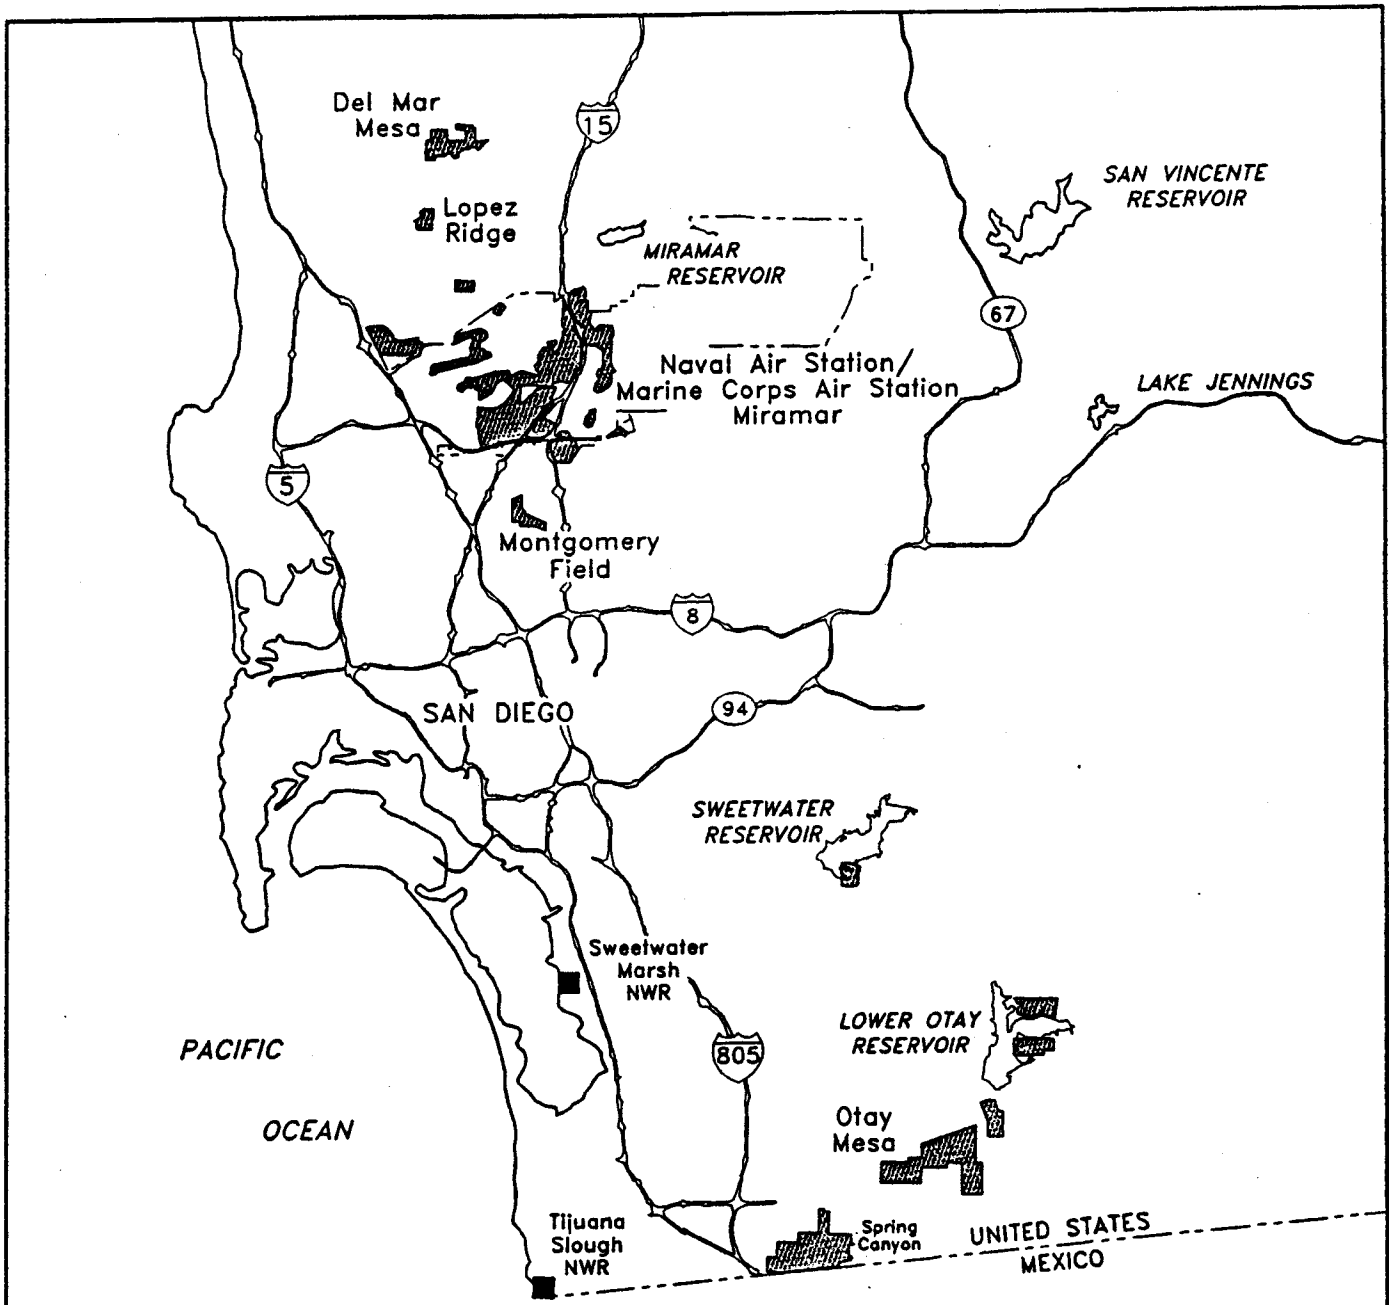 Del Mar
Mesa
15
Lopez
Ridge
SAN VINCENTE
RESERVOIR
MIRAMAR
RESERVOIR
67
Naval Air Station/
Marine Corps Air Station
Miramar
LAKE JENNINGS
5
Montgomery
Field
8
SAN DIEGO
94
SWEETWATER
RESERVOIR
Sweetwater
Marsh
NWR
LOWER OTAY
RESERVOIR
805
PACIFIC
OCEAN
Otay
Mesa
Tijuana
Slough
NWR
Spring
Canyon
UNITED STATES
MEXICO